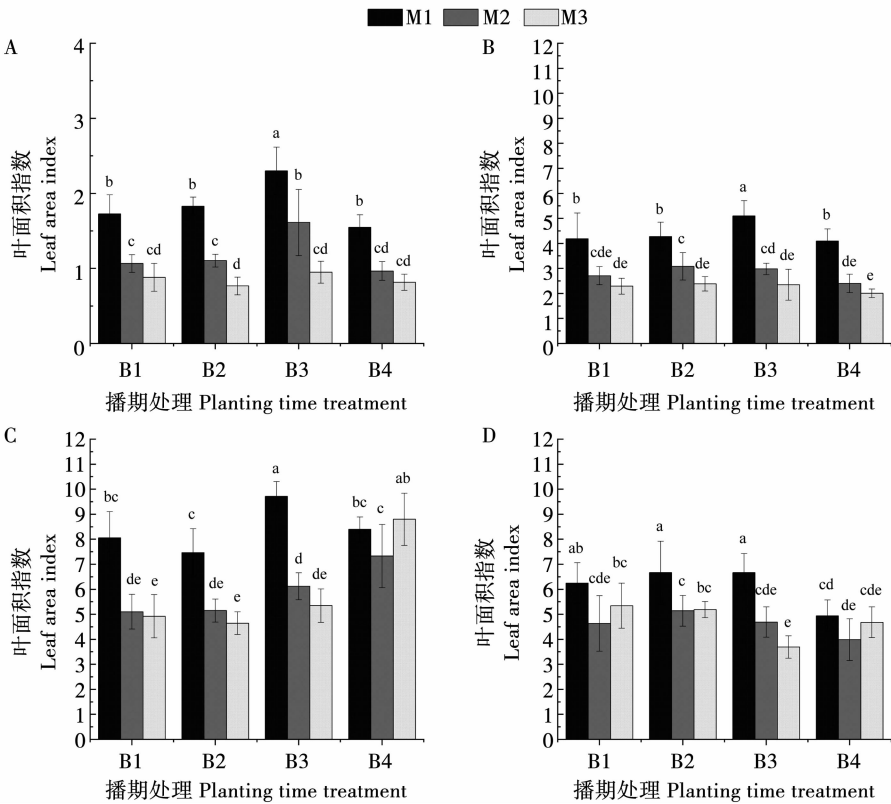 M1 M2 M3
A
叶面积指数
Leaf area index
4
3
2
1
0
b c cd
b c d
a b cd
b cd cd
B1 B2 B3 B4
播期处理 Planting time treatment
B
叶面积指数
Leaf area index
12
11
10
9
8
7
6
5
4
3
2
1
0
b cde de
b c de
a cd de
b de e
B1 B2 B3 B4
播期处理 Planting time treatment
C
叶面积指数
Leaf area index
12
11
10
9
8
7
6
5
4
3
2
1
0
bc de e
c de e
a d de
bc c ab
B1 B2 B3 B4
播期处理 Planting time treatment
D
叶面积指数
Leaf area index
12
11
10
9
8
7
6
5
4
3
2
1
0
ab cde bc
a c bc
a cde e
cd de cde
B1 B2 B3 B4
播期处理 Planting time treatment